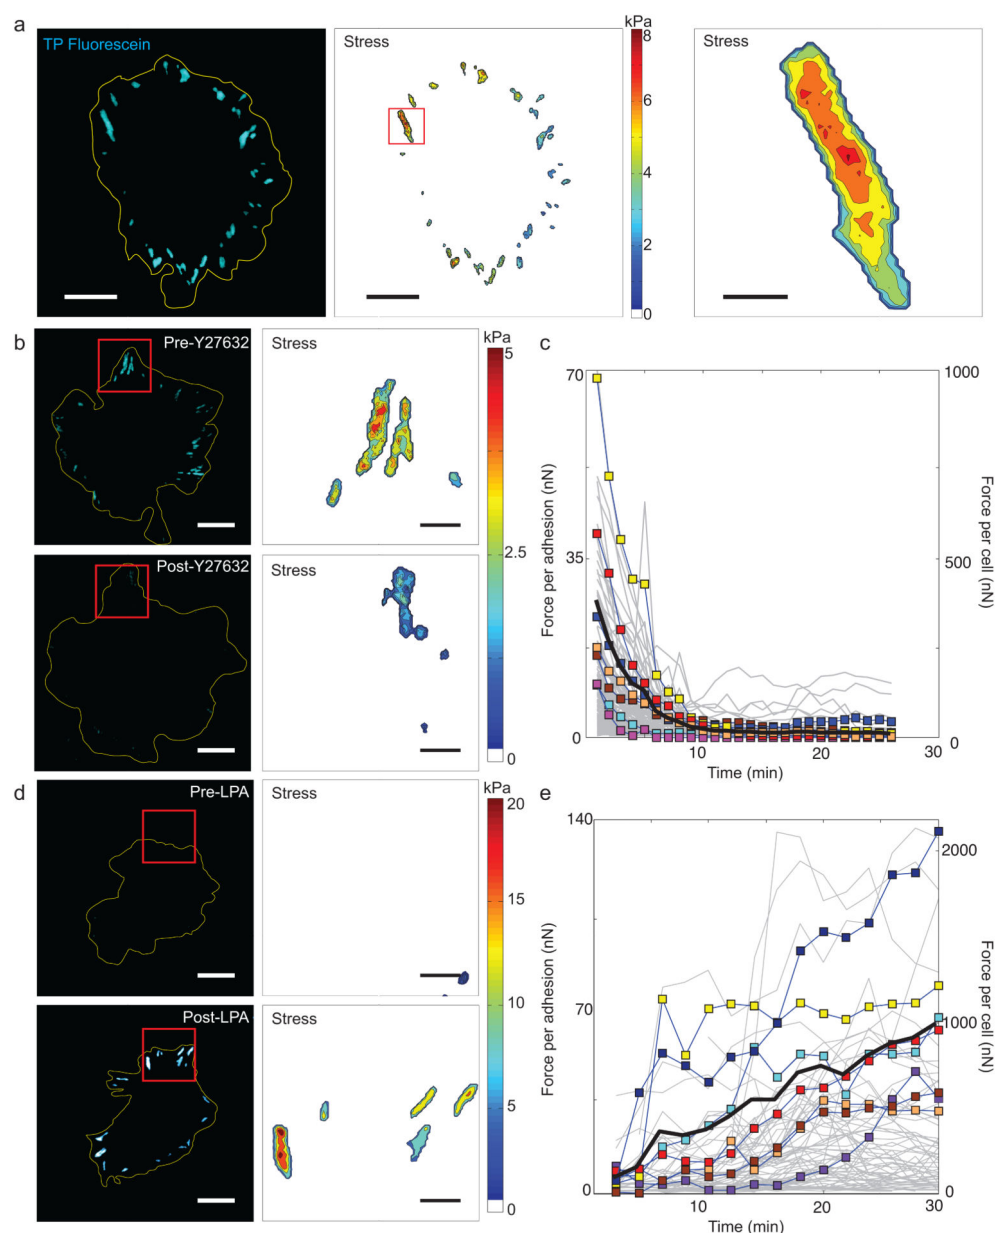 a
TP Fluorescein
Stress
kPa
8
6
4
2
0
Stress
b
Pre-Y27632
Stress
kPa
5
2.5
0
Post-Y27632
Stress
c
70
35
0
Force per adhesion (nN)
1000
500
0
Force per cell (nN)
10
20
30
Time (min)
d
Pre-LPA
Stress
kPa
20
15
10
5
0
Post-LPA
Stress
e
140
70
0
Force per adhesion (nN)
2000
1000
0
Force per cell (nN)
10
20
30
Time (min)